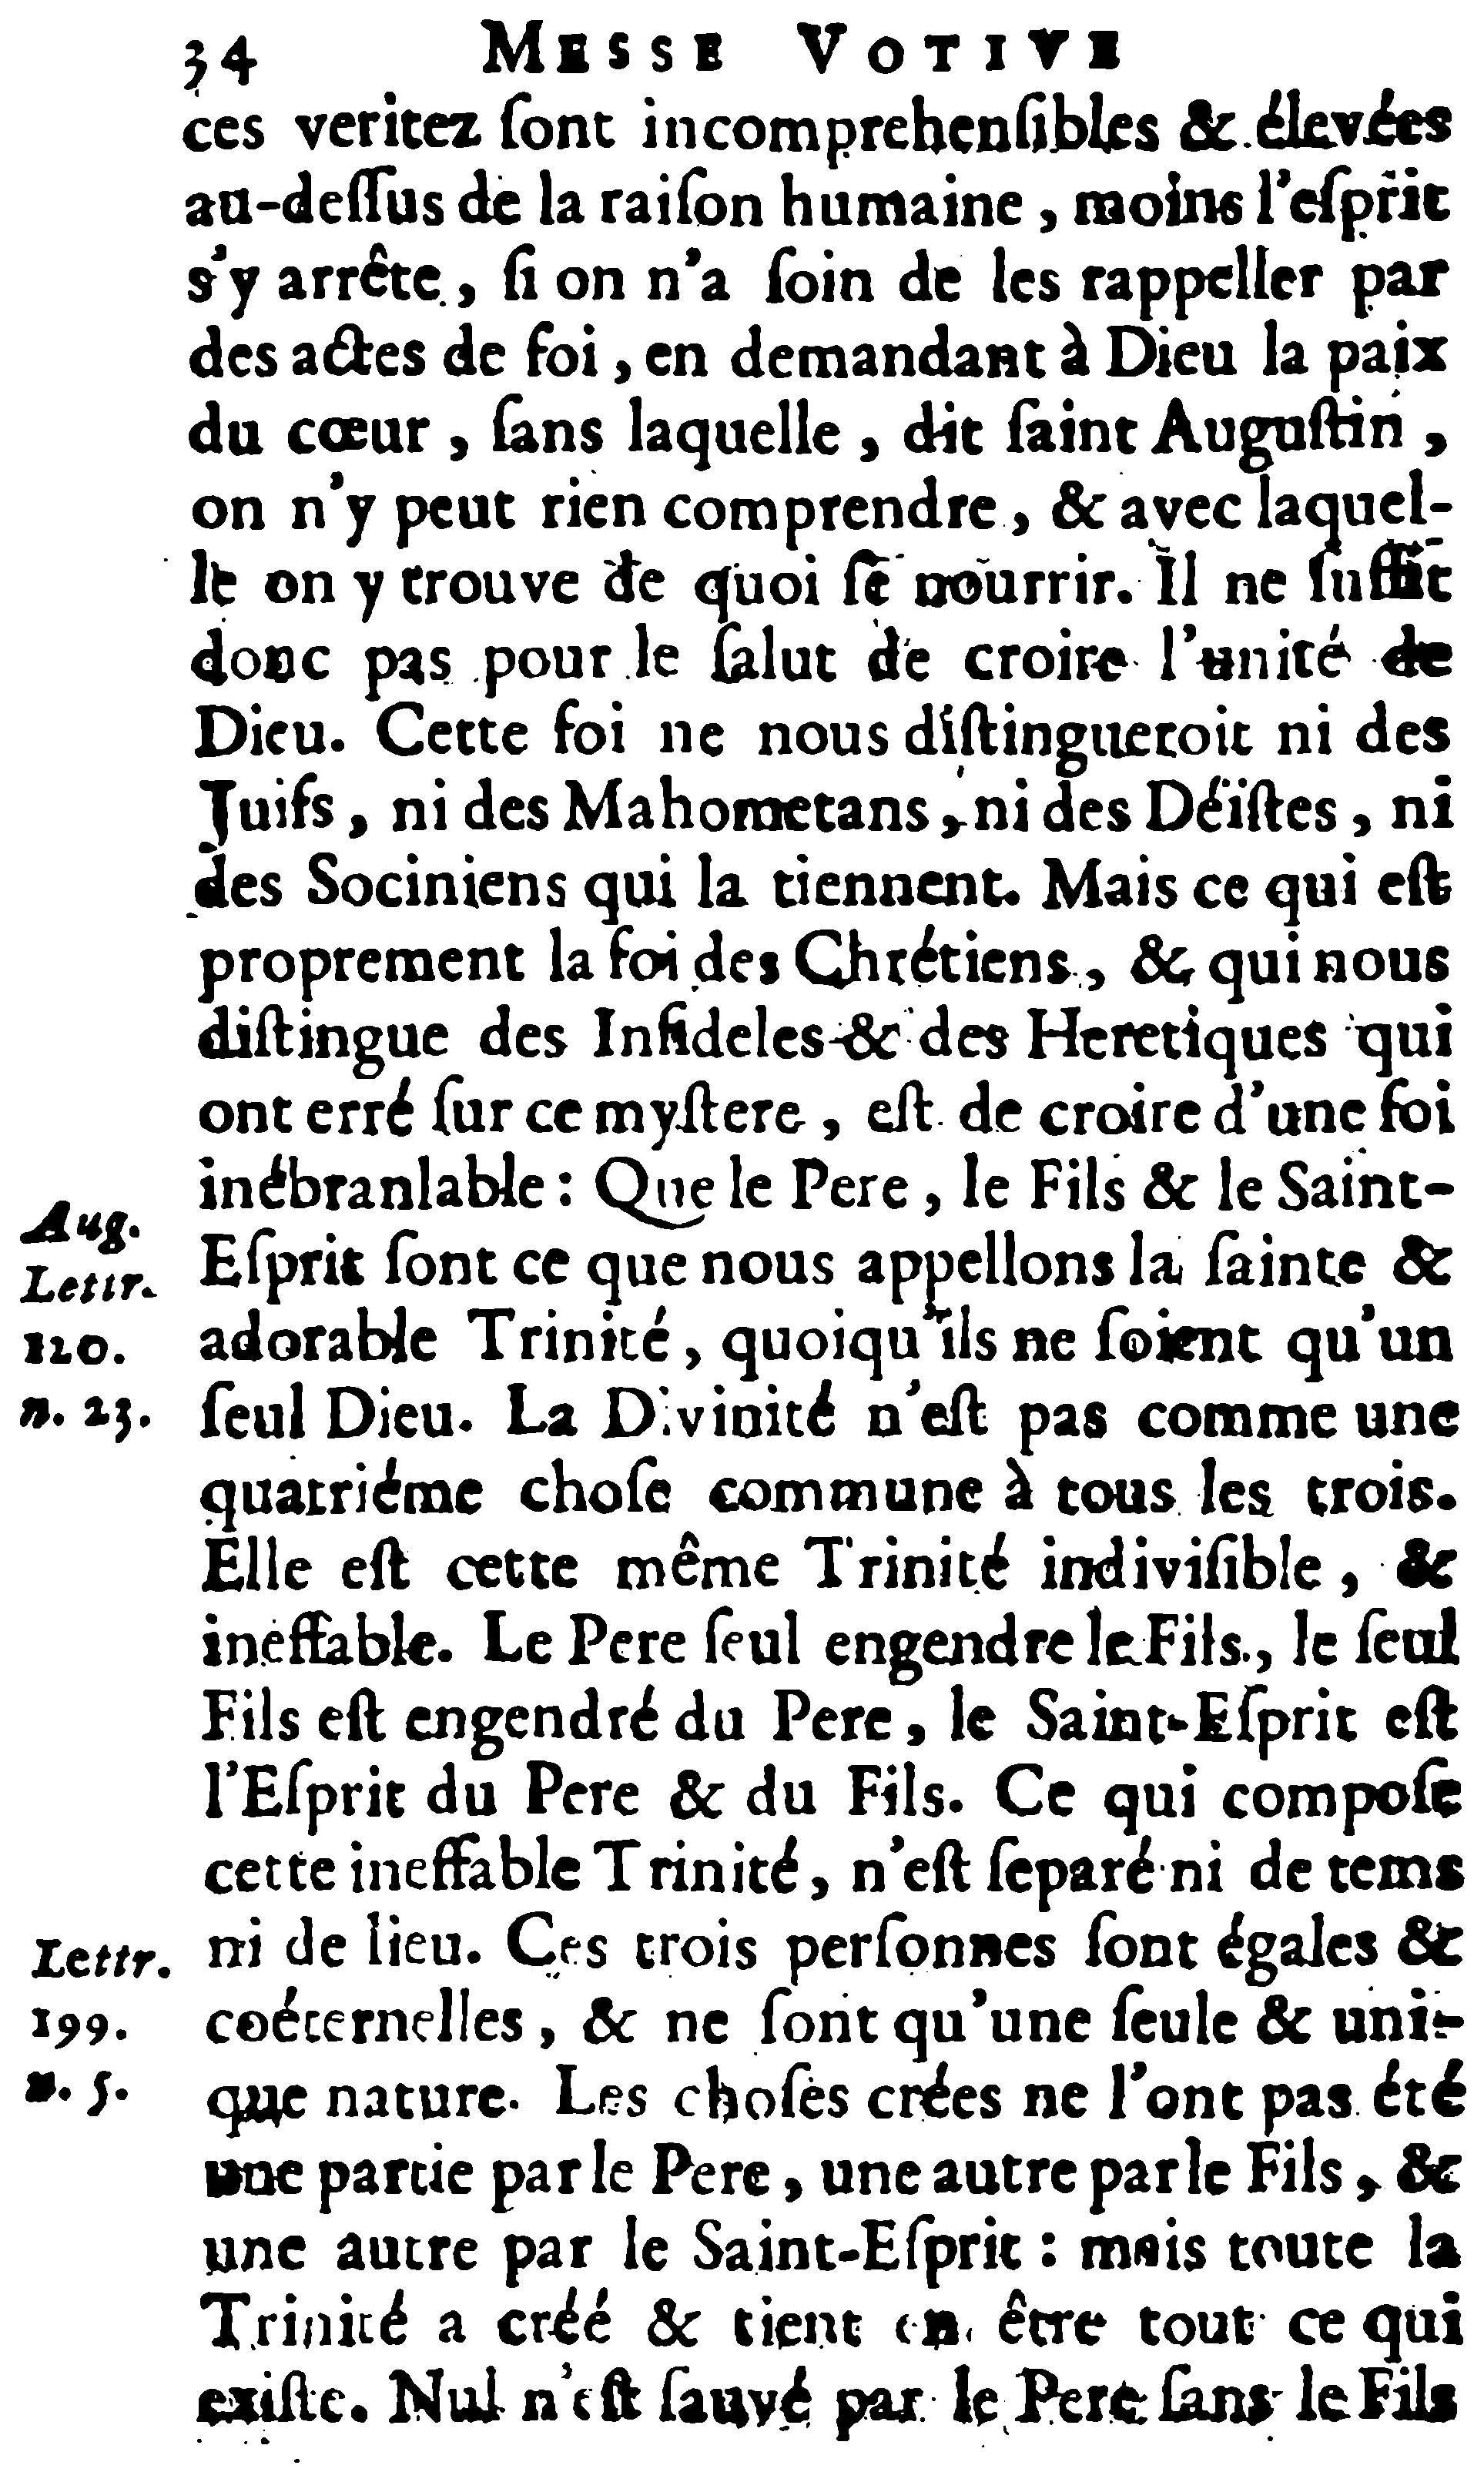 34 MESSE VOTIVE
ces veritez ſont incomprehenſibles & élevées
au-deſſus de la raiſon humaine, moins l'eſprit
s'y arrête, ſi on n'a ſoin de les rappeller par
des actes de foi, en demandant à Dieu la paix
du cœur, ſans laquelle, dit ſaint Auguſtin,
on n'y peut rien comprendre, & avec laquel-
le on y trouve de quoi ſe nourrir. Il ne ſuffit
donc pas pour le ſalut de croire l'unité de
Dieu. Cette foi ne nous diſtingueroit ni des
Juifs, ni des Mahometans, ni des Déïſtes, ni
des Sociniens qui la tiennent. Mais ce qui eſt
proprement la foi des Chrétiens, & qui nous
diſtingue des Infideles & des Heretiques qui
ont erré ſur ce myſtere, eſt de croire d'une foi
inébranlable: Que le Pere, le Fils & le Saint-
Eſprit ſont ce que nous appellons la ſainte &
adorable Trinité, quoiqu'ils ne ſoient qu'un
ſeul Dieu. La Divinité n'eſt pas comme une
quatriéme choſe commune à tous les trois.
Elle eſt cette même Trinité indiviſible, &
ineffable. Le Pere ſeul engendre le Fils, le ſeul
Fils eſt engendré du Pere, le Saint-Eſprit eſt
l'Eſprit du Pere & du Fils. Ce qui compoſe
cette ineffable Trinité, n'eſt ſeparé ni de tems
ni de lieu. Ces trois perſonnes ſont égales &
coéternelles, & ne ſont qu'une ſeule & uni-
que nature. Les choſes crées ne l'ont pas été
une partie par le Pere, une autre par le Fils, &
une autre par le Saint-Eſprit: mais toute la
Trinité a créé & tient en être tout ce qui
exiſte. Nul n'eſt ſauvé par le Pere ſans le Fils
Aug.
Lettr.
120.
n. 23.
Lettr.
199.
n. 5.